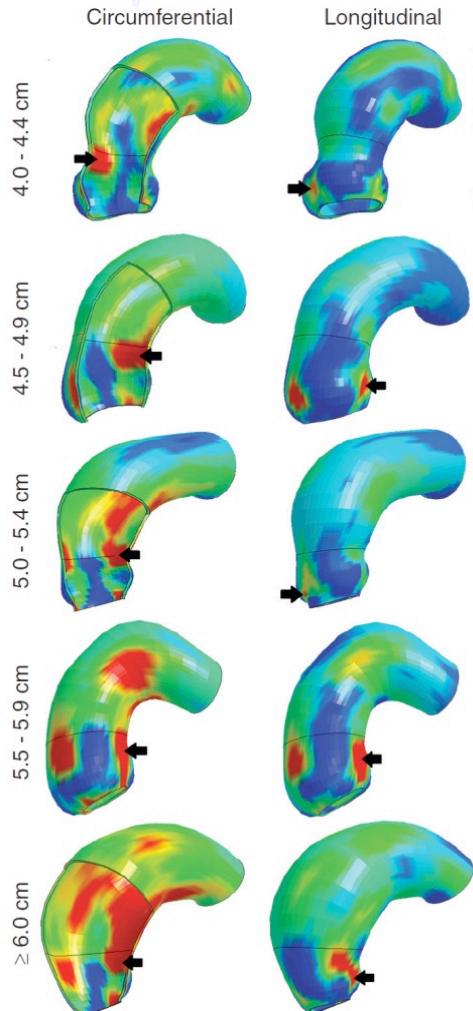 Circumferential Longitudinal
4.0 - 4.4 cm
4.5 - 4.9 cm
5.0 - 5.4 cm
5.5 - 5.9 cm
≥ 6.0 cm